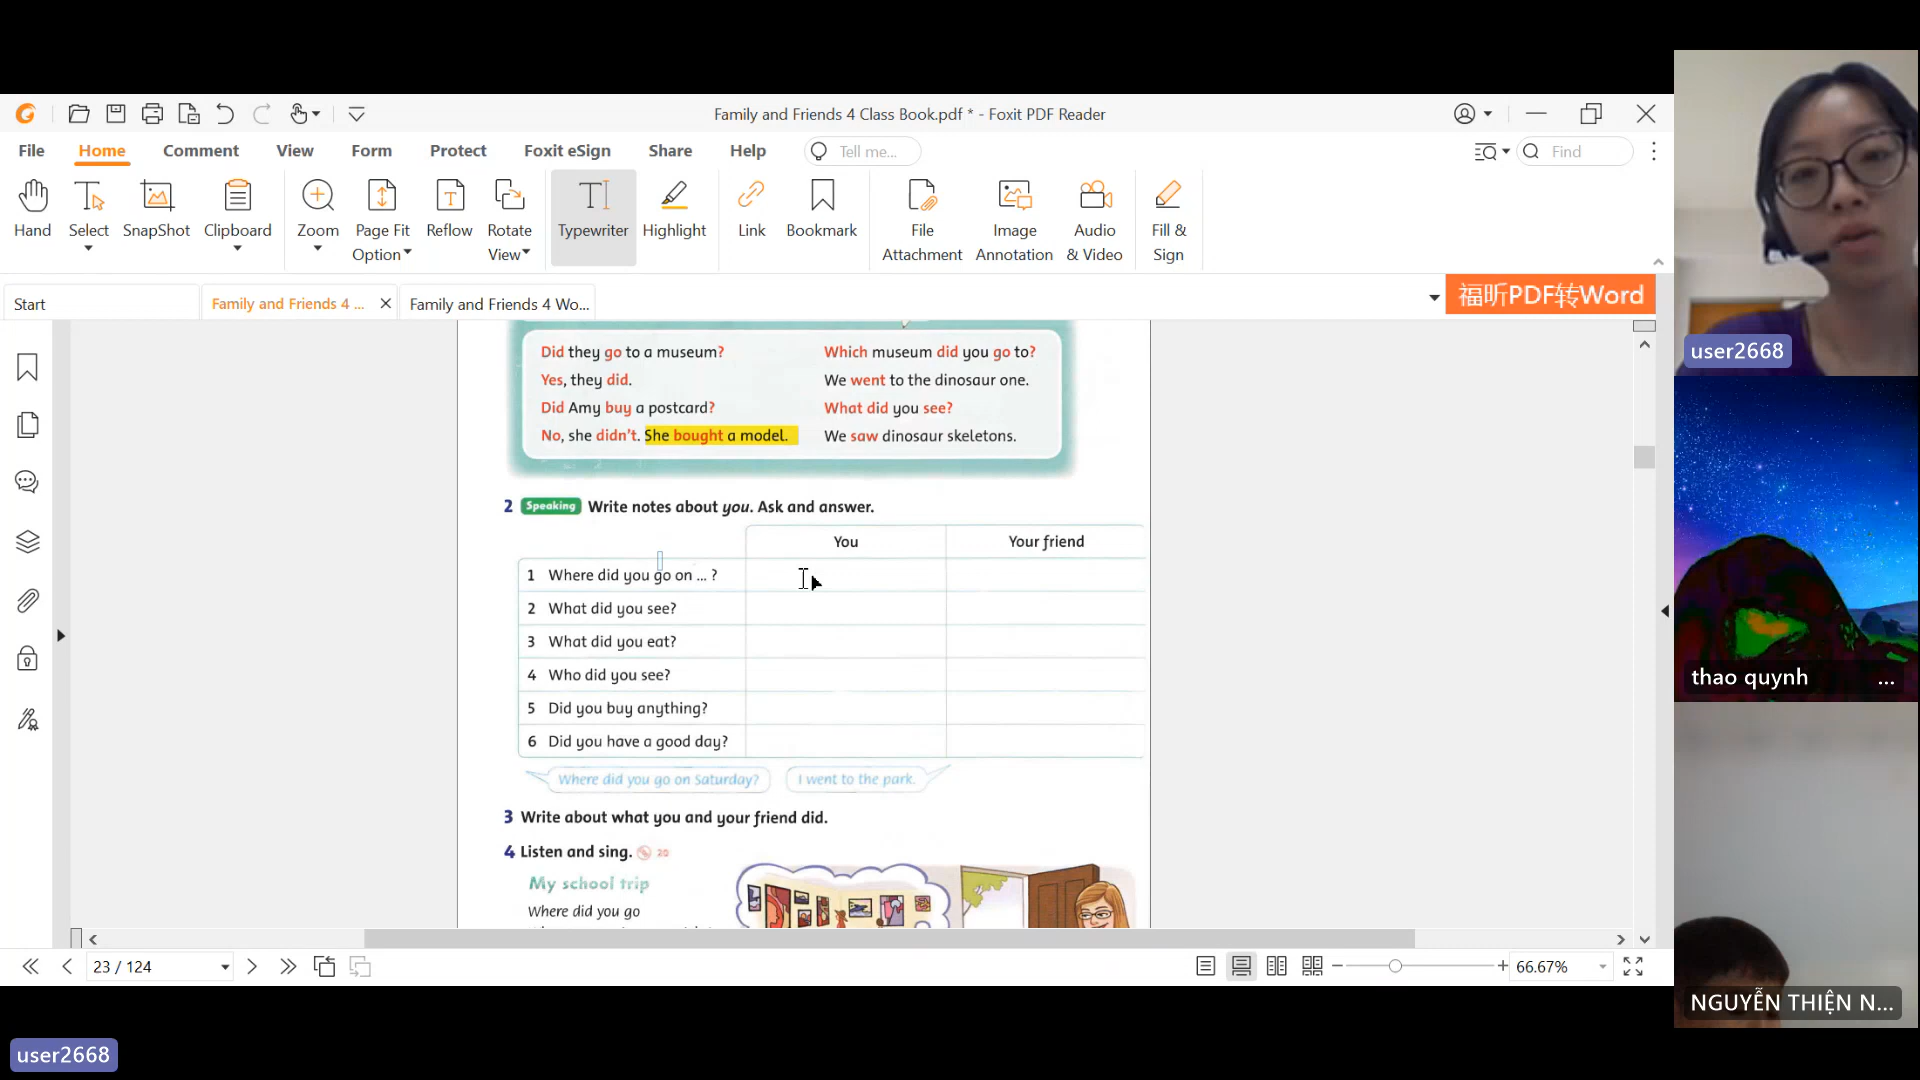 Family and Friends 4 Class Book.pdf * - Foxit PDF Reader
File Home Comment View Form Protect Foxit eSign Share Help Tell me... Find
Hand Select SnapShot Clipboard Zoom Page Fit Option Reflow Rotate View Typewriter Highlight Link Bookmark File Attachment Image Annotation Audio & Video Fill & Sign
Start Family and Friends 4 ... Family and Friends 4 Wo... 福昕PDF转Word
Did they go to a museum? Which museum did you go to?
Yes, they did. We went to the dinosaur one.
Did Amy buy a postcard? What did you see?
No, she didn't. She bought a model. We saw dinosaur skeletons.
2 Speaking Write notes about you. Ask and answer.
You Your friend
1 Where did you go on ... ?
2 What did you see?
3 What did you eat?
4 Who did you see?
5 Did you buy anything?
6 Did you have a good day?
Where did you go on Saturday? I went to the park.
3 Write about what you and your friend did.
4 Listen and sing. 20
My school trip
Where did you go
23 / 124 66.67%
user2668
thao quynh ...
NGUYỄN THIỆN N...
user2668